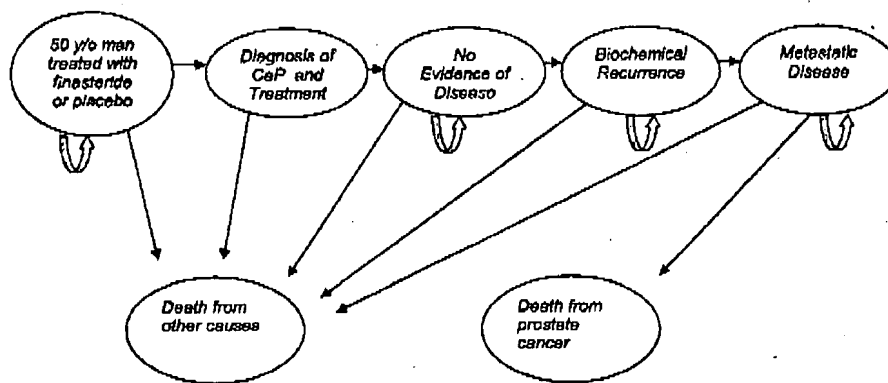 50 y/o men
treated with
finasteride
or placebo
Diagnosis of
CaP and
Treatment
No
Evidence of
Disease
Biochemical
Recurrence
Metastatic
Disease
Death from
other causes
Death from
prostate
cancer